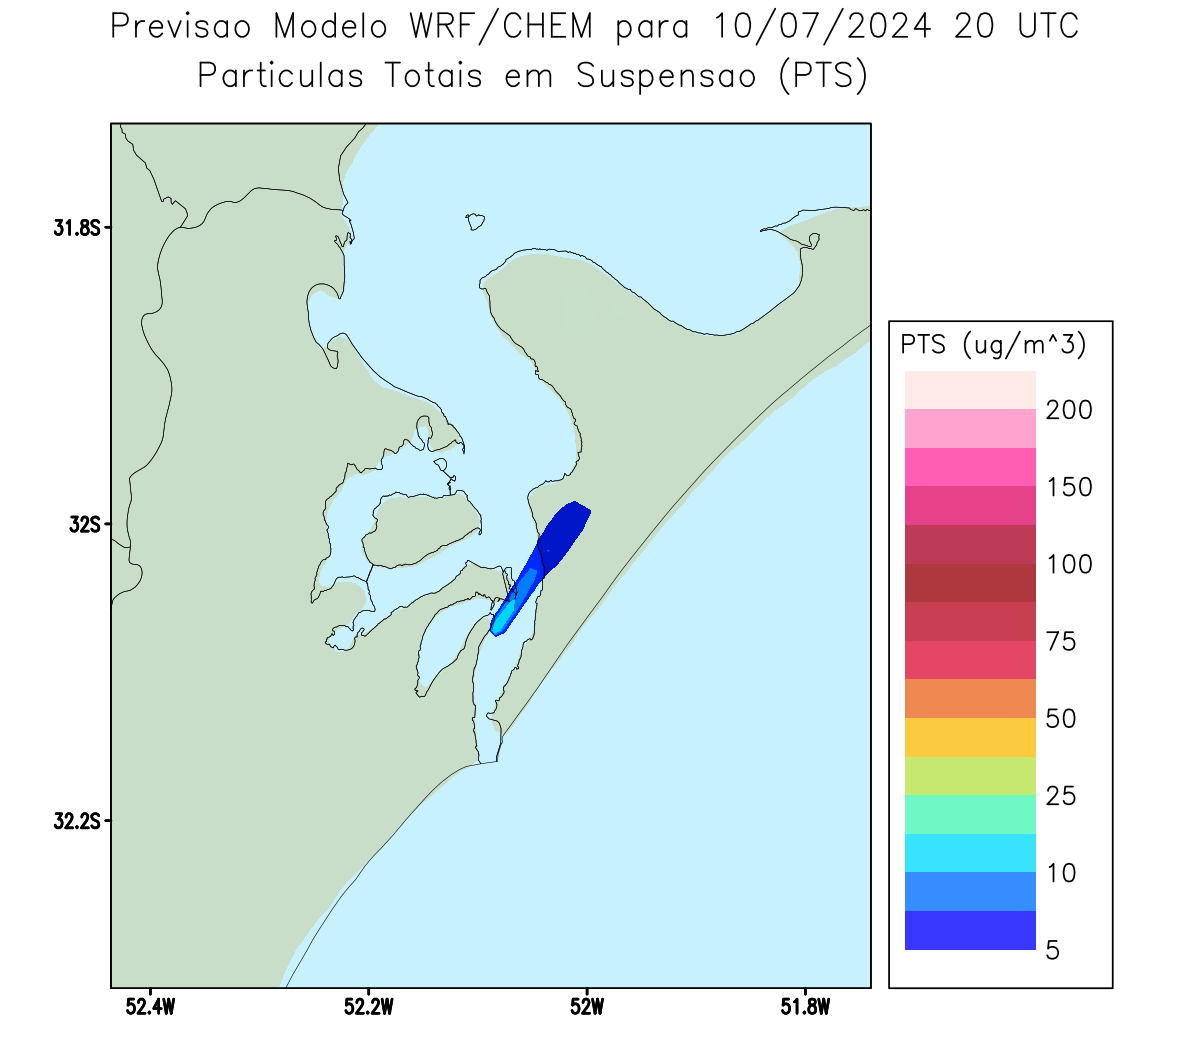 Previsao Modelo WRF/CHEM para 10/07/2024 20 UTC
Particulas Totais em Suspensao (PTS)
31.8S
32S
32.2S
52.4W
52.2W
52W
51.8W
PTS (ug/m^3)
200
150
100
75
50
25
10
5